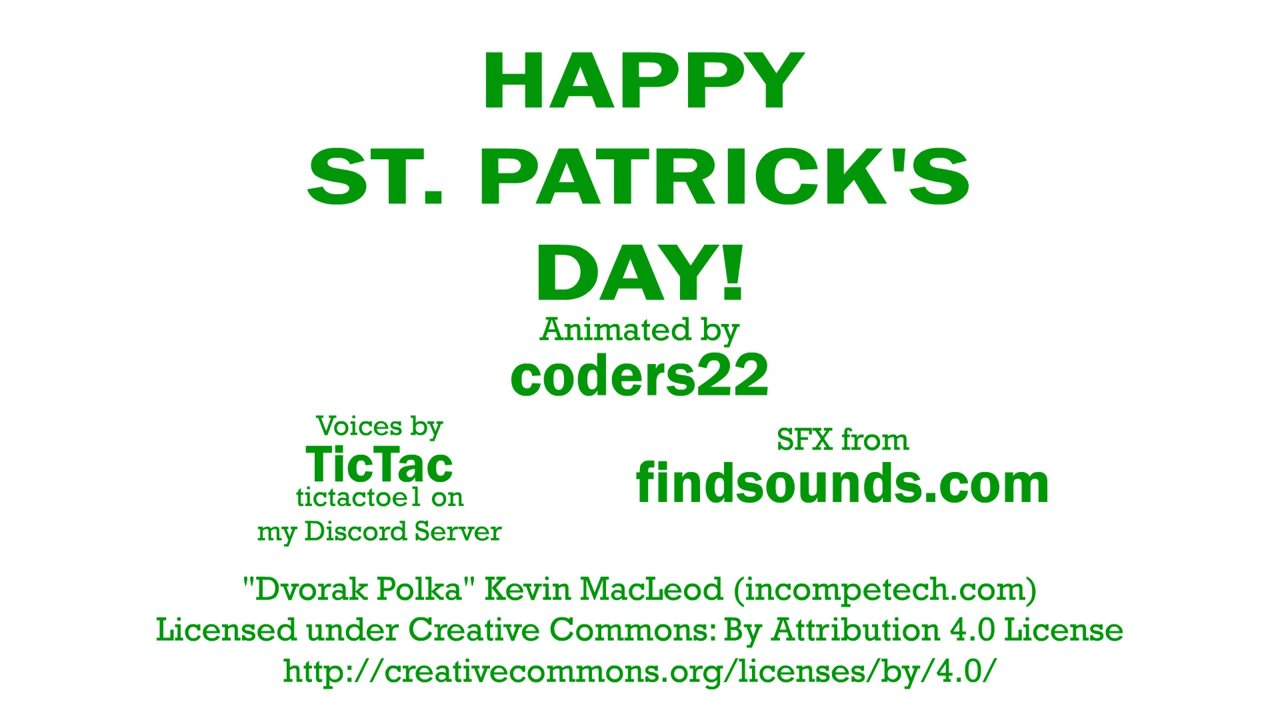 HAPPY
ST. PATRICK'S
DAY!
Animated by
coders22
Voices by
TicTac
tictactoe1 on
my Discord Server
SFX from
findsounds.com
"Dvorak Polka" Kevin MacLeod (incompetech.com)
Licensed under Creative Commons: By Attribution 4.0 License
http://creativecommons.org/licenses/by/4.0/